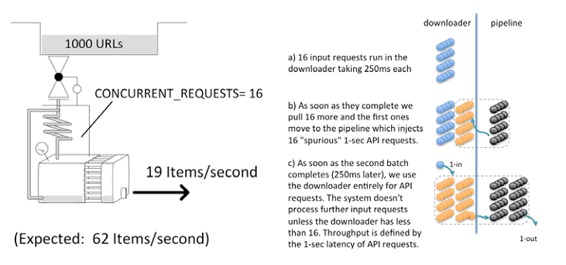 1000 URLs
CONCURRENT_REQUESTS= 16
19 Items/second
(Expected: 62 Items/second)
downloader
pipeline
a) 16 input requests run in the
downloader taking 250ms each
b) As soon as they complete we
pull 16 more and the first ones
move to the pipeline which injects
16 "spurious" 1-sec API requests.
c) As soon as the second batch
completes (250ms later), we use
the downloader entirely for API
requests. The system doesn't
process further input requests
unless the downloader has less
than 16. Throughput is defined by
the 1-sec latency of API requests.
1-in
1-out